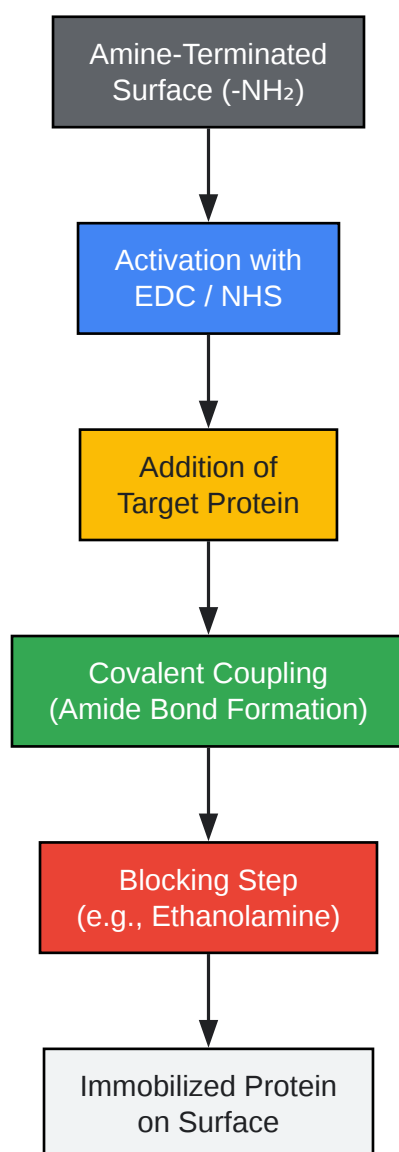 Amine-Terminated
Surface (-NH₂)
Activation with
EDC / NHS
Addition of
Target Protein
Covalent Coupling
(Amide Bond Formation)
Blocking Step
(e.g., Ethanolamine)
Immobilized Protein
on Surface